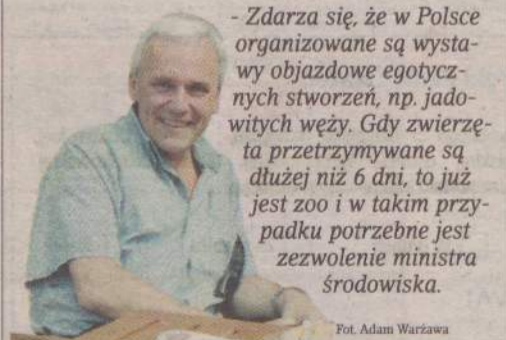 - Zdarza się, że w Polsce
organizowane są wysta-
wy objazdowe egotycz-
nych stworzeń, np. jado-
witych węży. Gdy zwierzę-
ta przetrzymywane są
dłużej niż 6 dni, to już
jest zoo i w takim przy-
padku potrzebne jest
zezwolenie ministra
środowiska.
Fot. Adam Warżawa